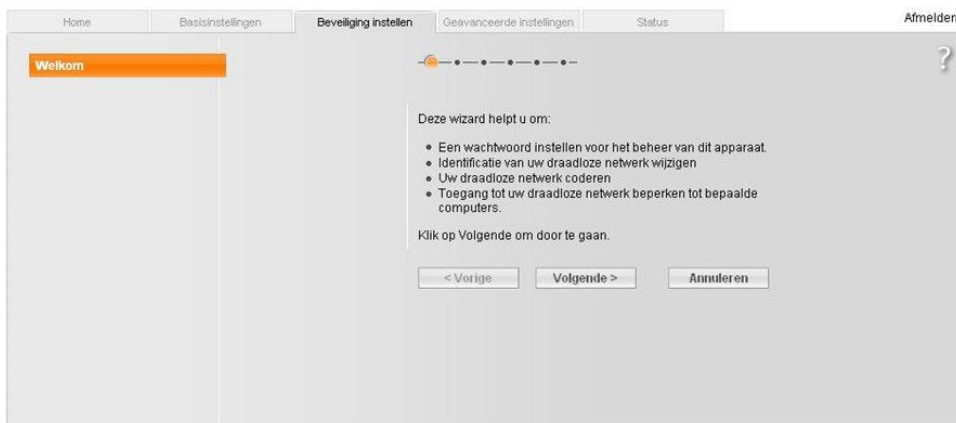 Home
Basisinstellingen
Beveiliging instellen
Geavanceerde instellingen
Status
Afmelden
Welkom
?
Deze wizard helpt u om:
• Een wachtwoord instellen voor het beheer van dit apparaat.
• Identificatie van uw draadloze netwerk wijzigen
• Uw draadloze netwerk coderen
• Toegang tot uw draadloze netwerk beperken tot bepaalde
computers.
Klik op Volgende om door te gaan.
< Vorige
Volgende >
Annuleren